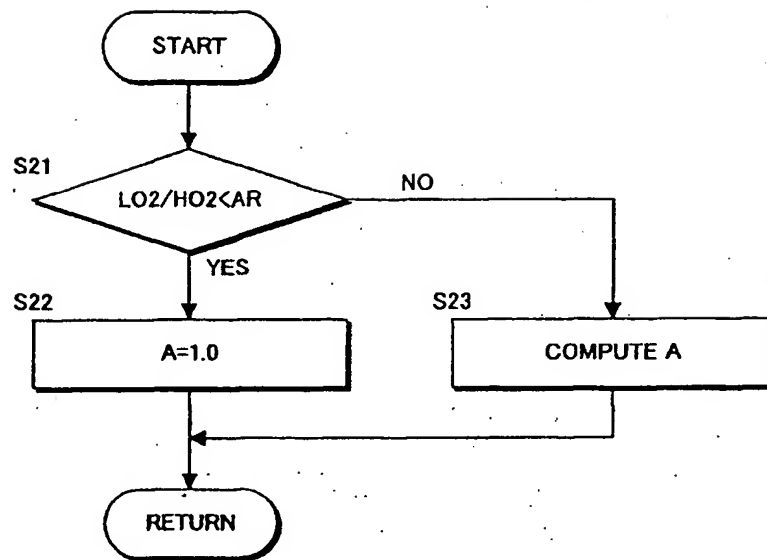 START
S21
LO2/HO2<AR
NO
YES
S22
A=1.0
S23
COMPUTE A
RETURN